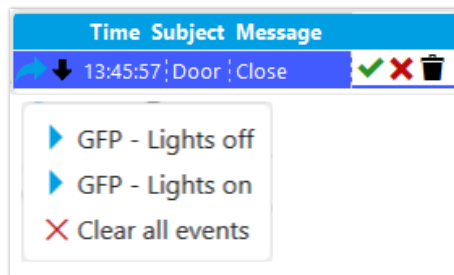 Time Subject Message
13:45:57 Door Close
GFP - Lights off
GFP - Lights on
Clear all events